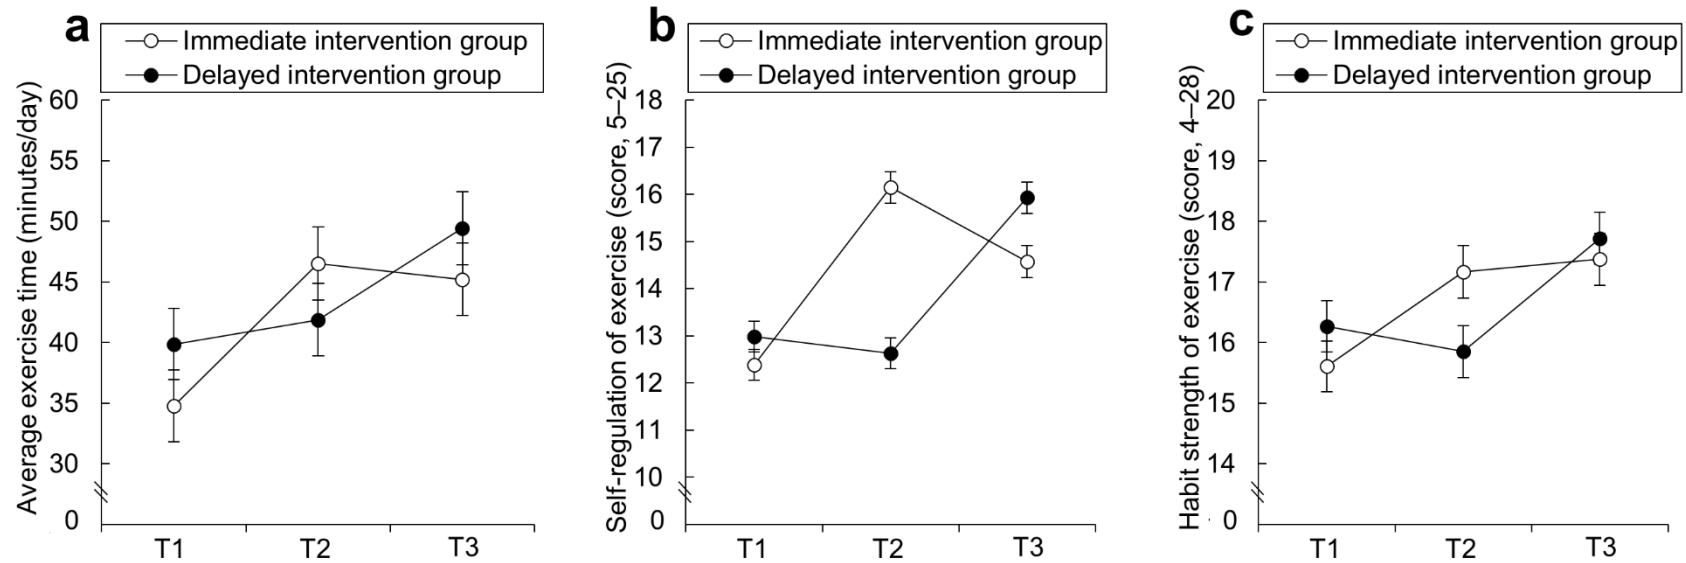 a
Immediate intervention group
Delayed intervention group
Average exercise time (minutes/day)
60
55
50
45
40
35
30
0
T1 T2 T3
b
Immediate intervention group
Delayed intervention group
Self-regulation of exercise (score, 5–25)
18
17
16
15
14
13
12
11
10
0
T1 T2 T3
c
Immediate intervention group
Delayed intervention group
Habit strength of exercise (score, 4–28)
20
19
18
17
16
15
14
0
T1 T2 T3